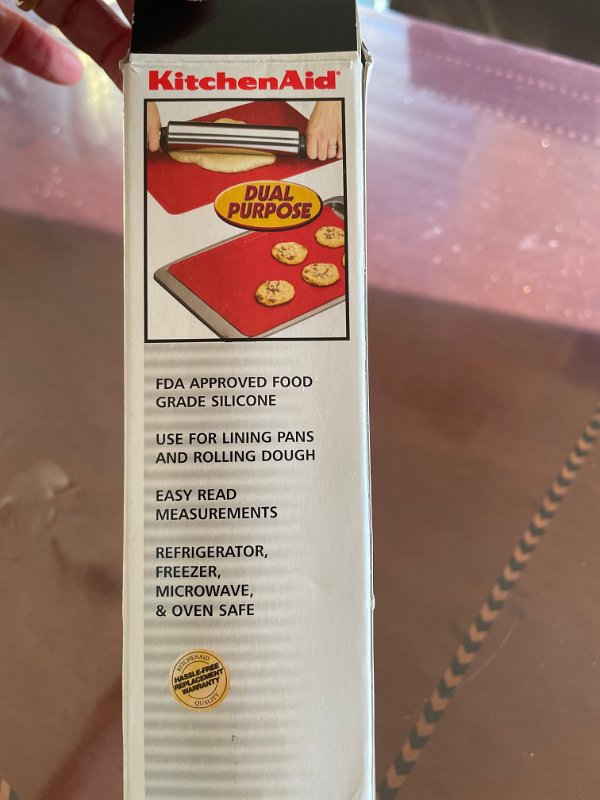 KitchenAid®
DUAL
PURPOSE
FDA APPROVED FOOD
GRADE SILICONE
USE FOR LINING PANS
AND ROLLING DOUGH
EASY READ
MEASUREMENTS
REFRIGERATOR,
FREEZER,
MICROWAVE,
& OVEN SAFE
KITCHENAID
HASSLE-FREE
REPLACEMENT
WARRANTY
QUALITY